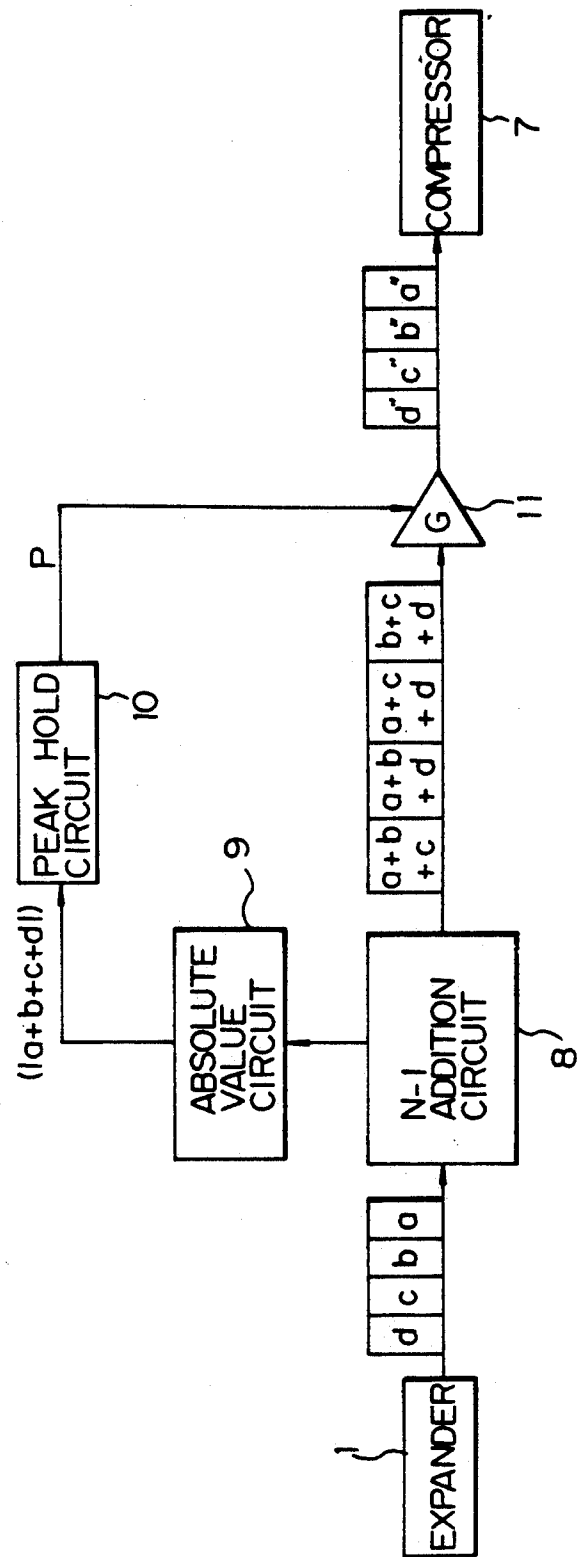 EXPANDER
1
d c b a
N-1
ADDITION
CIRCUIT
8
ABSOLUTE
VALUE
CIRCUIT
9
(|a+b+c+d|)
PEAK HOLD
CIRCUIT
10
P
a+b a+b a+c b+c
+c +d +d +d
G
11
d" c" b" a"
COMPRESSOR
7